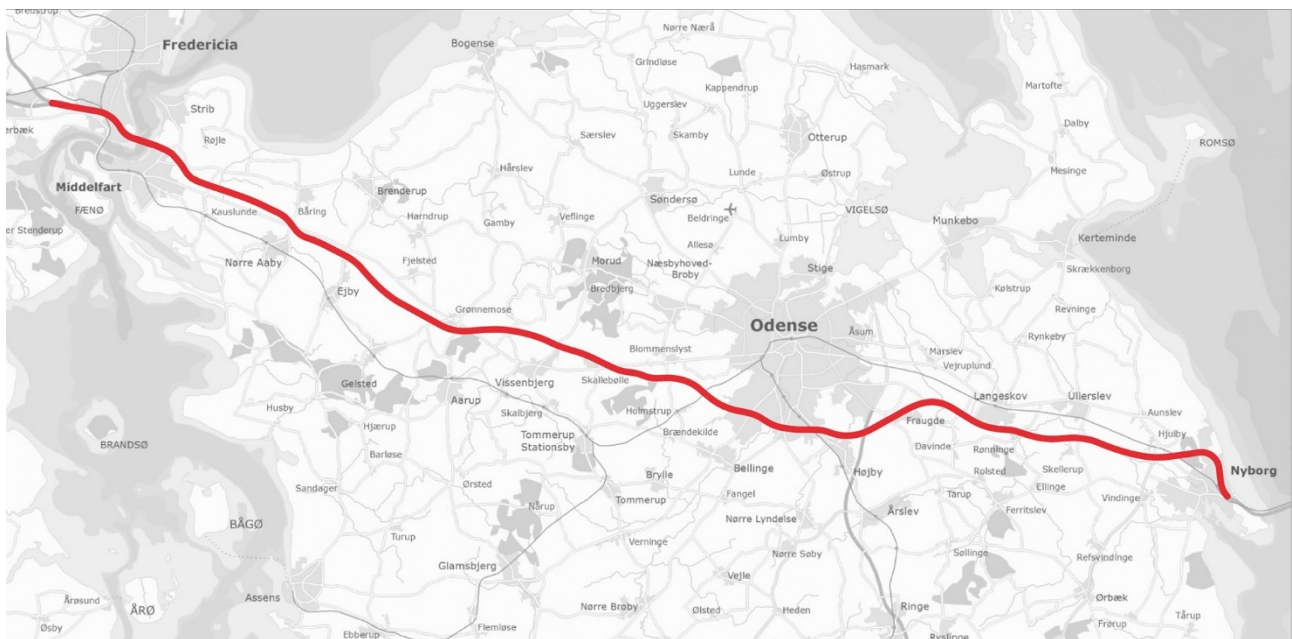 Nørre Nærå
Fredericia
Bogense
Grindløse
Hasmark
Martofte
Kappendrup
Strib
Uggerslev
Dalby
Røjle
Særslev
Skamby
Otterup
ROMSØ
Middelfart
Hårslev
Lunde
Østrup
Mesinge
Brenderup
Søndersø
FÆNØ
Kauslunde
Båring
Harndrup
Gamby
Veflinge
Beldringe
VIGELSØ
Munkebo
Lumby
Kerteminde
Allesø
Nørre Aaby
Fjelsted
Morud
Næsbyhoved-
Broby
Stige
Skrækkenborg
Bredbjerg
Kølstrup
Ejby
Grønnemose
Revninge
Odense
Åsum
Rynkeby
Blommenslyst
Marslev
Vejruplund
Vissenbjerg
Skallebølle
Gelsted
Aarup
Langeskov
Ullerslev
Husby
Skalbjerg
Holmstrup
Aunslev
Hjærup
Fraugde
BRANDSØ
Tommerup
Stationsby
Brændekilde
Hjulby
Barløse
Davinde
Rønninge
Bellinge
Højby
Rolsted
Skellerup
Nyborg
Brylle
Sandager
Ørsted
Ellinge
Tommerup
Fangel
Tarup
Vindinge
Nårup
Årslev
Ferritslev
BÅGØ
Nørre Lyndelse
Turup
Verninge
Nørre Søby
Søllinge
Refsvindinge
Glamsbjerg
Vejle
Årøsund
ÅRØ
Assens
Nørre Broby
Ølsted
Heden
Ringe
Ørbæk
Øsby
Flemløse
Frørup
Tårup
Ebberup